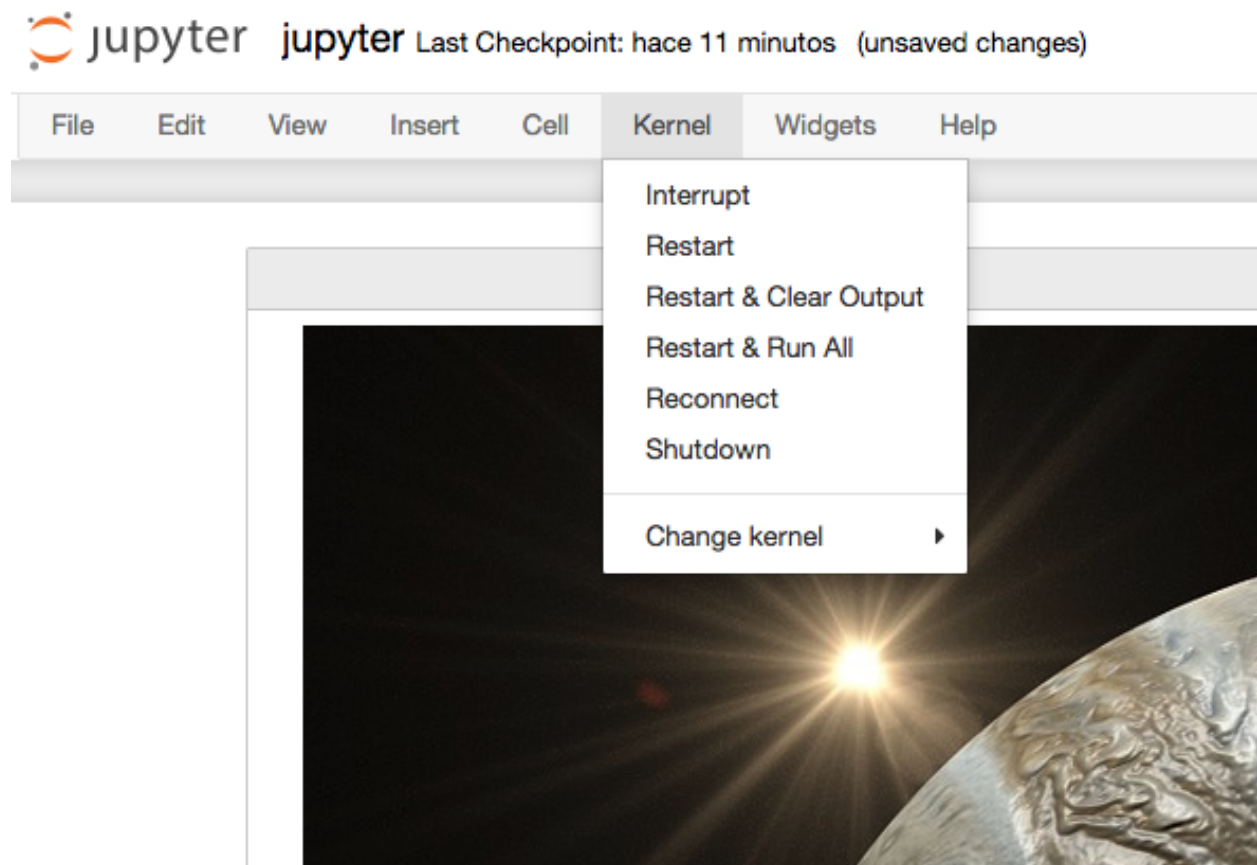 jupyter jupyter Last Checkpoint: hace 11 minutos (unsaved changes)
File Edit View Insert Cell Kernel Widgets Help
Interrupt
Restart
Restart & Clear Output
Restart & Run All
Reconnect
Shutdown
Change kernel